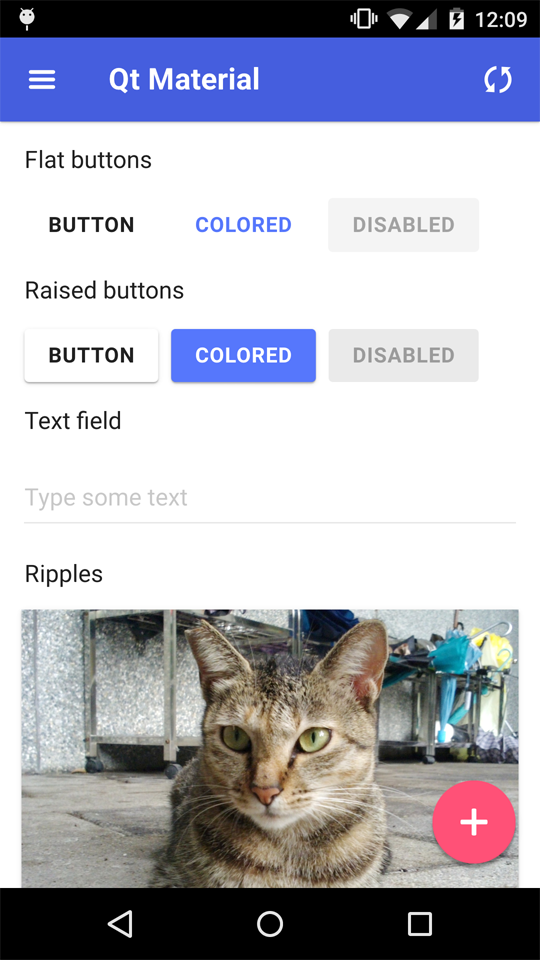 12:09
Qt Material
Flat buttons
BUTTON COLORED DISABLED
Raised buttons
BUTTON COLORED DISABLED
Text field
Type some text
Ripples